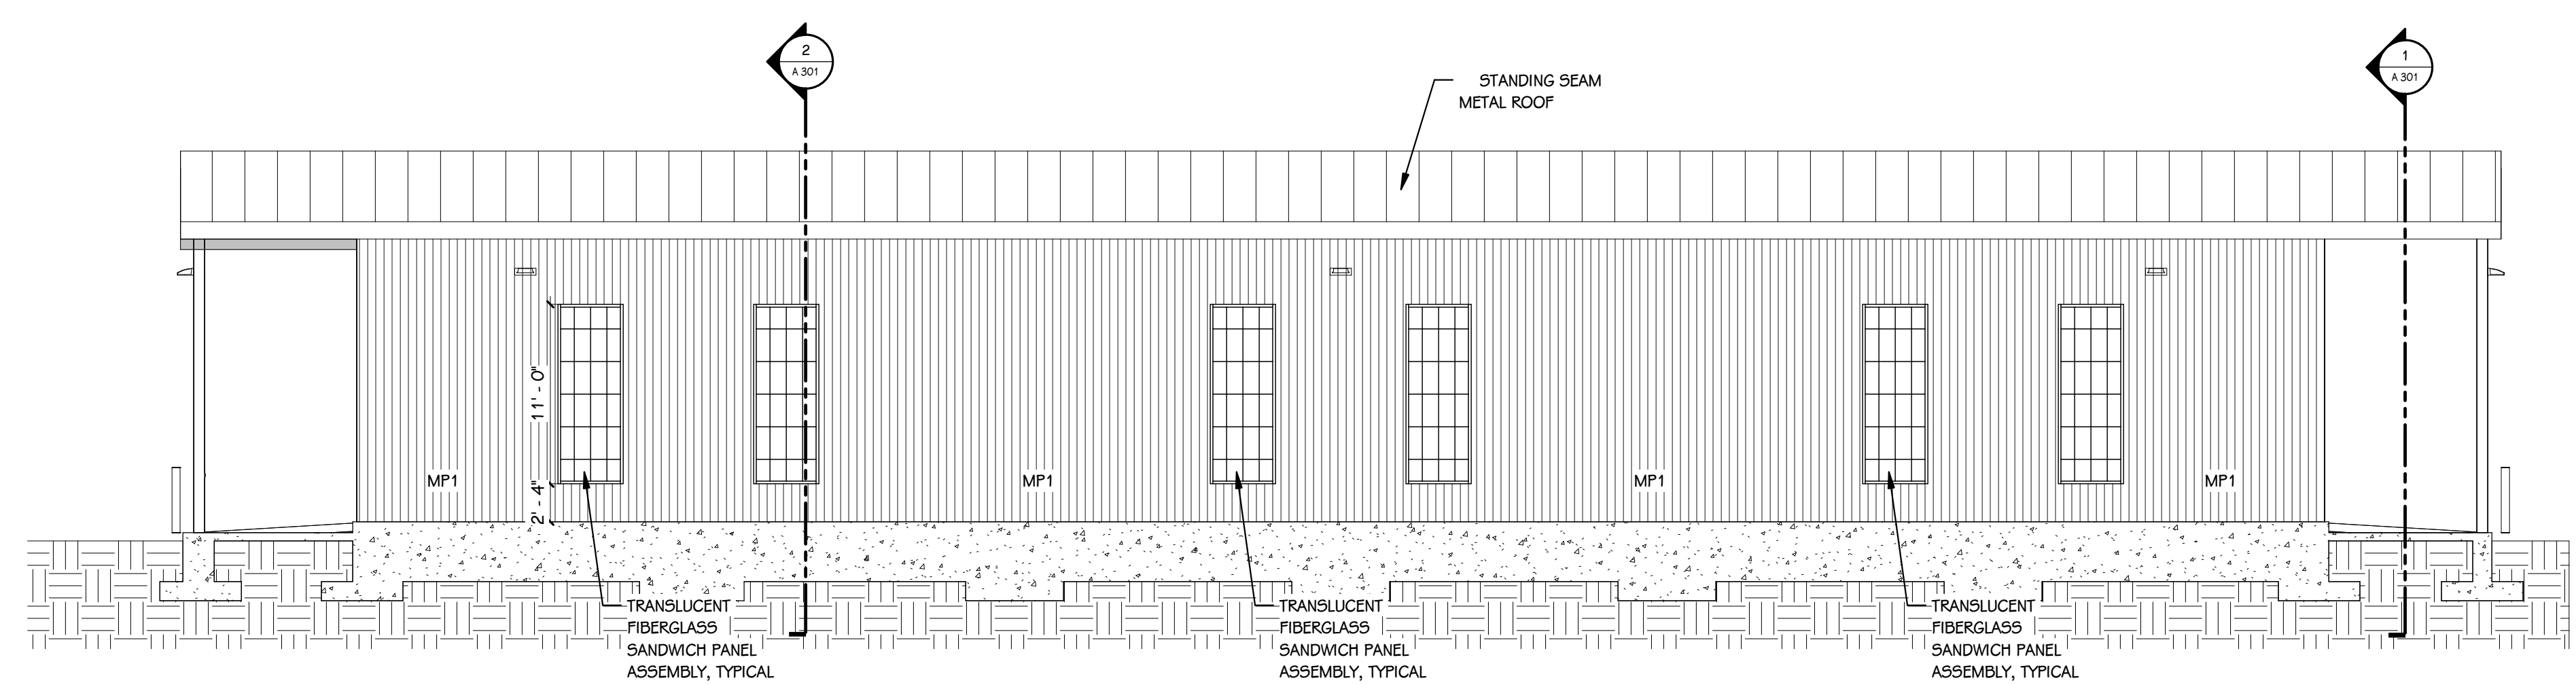 2
A 301
1
A 301
STANDING SEAM
METAL ROOF
11' - 0"
2' - 4"
MP1
MP1
MP1
MP1
TRANSLUCENT
FIBERGLASS
SANDWICH PANEL
ASSEMBLY, TYPICAL
TRANSLUCENT
FIBERGLASS
SANDWICH PANEL
ASSEMBLY, TYPICAL
TRANSLUCENT
FIBERGLASS
SANDWICH PANEL
ASSEMBLY, TYPICAL